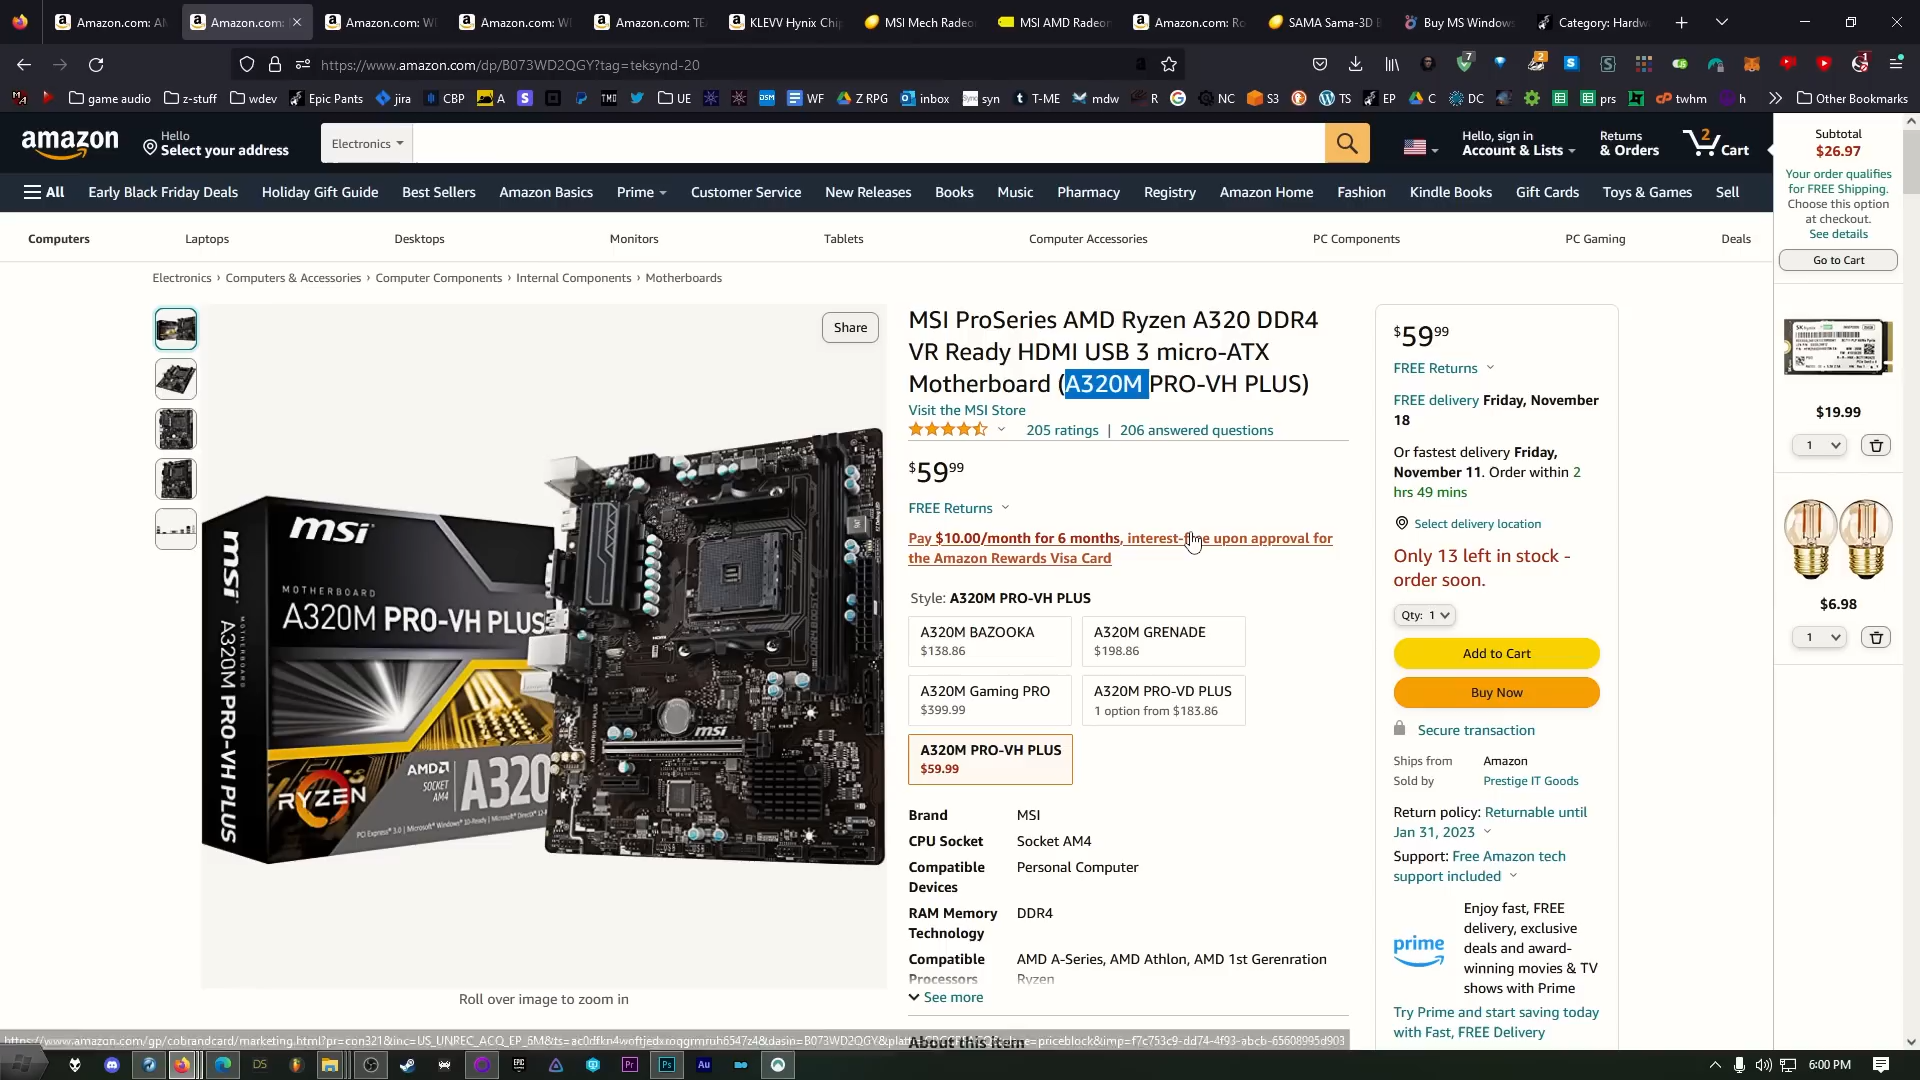 Amazon.com: AM
Amazon.com:
Amazon.com: WE
Amazon.com: WE
Amazon.com: TEA
KLEVV Hynix Chip
MSI Mech Radeon
MSI AMD Radeon
Amazon.com: Ro
SAMA Sama-3D B
Buy MS Windows
Category: Hardw
https://www.amazon.com/dp/B073WD2QGY?tag=teksynd-20
7
2
1
game audio
z-stuff
wdev
Epic Pants
jira
CBP
A
UE
WF
Z RPG
inbox
syn
T-ME
mdw
R
NC
S3
TS
EP
C
DC
prs
twhm
h
Other Bookmarks
amazon
Hello
Select your address
Electronics
Hello, sign in
Account & Lists
Returns
& Orders
2
Cart
All
Early Black Friday Deals
Holiday Gift Guide
Best Sellers
Amazon Basics
Prime
Customer Service
New Releases
Books
Music
Pharmacy
Registry
Amazon Home
Fashion
Kindle Books
Gift Cards
Toys & Games
Sell
Computers
Laptops
Desktops
Monitors
Tablets
Computer Accessories
PC Components
PC Gaming
Deals
Electronics › Computers & Accessories › Computer Components › Internal Components › Motherboards
Share
msi
MOTHERBOARD
A320M PRO-VH PLUS
msi
MOTHERBOARD
A320M PRO-VH PLUS
RYZEN
AMD
SOCKET
AM4
A320
msi
Roll over image to zoom in
MSI ProSeries AMD Ryzen A320 DDR4
VR Ready HDMI USB 3 micro-ATX
Motherboard (A320M PRO-VH PLUS)
Visit the MSI Store
205 ratings | 206 answered questions
$59 99
FREE Returns
Pay $10.00/month for 6 months, interest-free upon approval for
the Amazon Rewards Visa Card
Style: A320M PRO-VH PLUS
A320M BAZOOKA
$138.86
A320M GRENADE
$198.86
A320M Gaming PRO
$399.99
A320M PRO-VD PLUS
1 option from $183.86
A320M PRO-VH PLUS
$59.99
Brand MSI
CPU Socket Socket AM4
Compatible Devices Personal Computer
RAM Memory Technology DDR4
Compatible Processors AMD A-Series, AMD Athlon, AMD 1st Gerenration Ryzen
See more
About this item
$59 99
FREE Returns
FREE delivery Friday, November
18
Or fastest delivery Friday,
November 11. Order within 2
hrs 49 mins
Select delivery location
Only 13 left in stock -
order soon.
Qty: 1
Add to Cart
Buy Now
Secure transaction
Ships from Amazon
Sold by Prestige IT Goods
Return policy: Returnable until
Jan 31, 2023
Support: Free Amazon tech
support included
prime
Enjoy fast, FREE
delivery, exclusive
deals and award-
winning movies & TV
shows with Prime
Try Prime and start saving today
with Fast, FREE Delivery
Subtotal
$26.97
Your order qualifies
for FREE Shipping.
Choose this option
at checkout.
See details
Go to Cart
$19.99
1
$6.98
1
6:00 PM